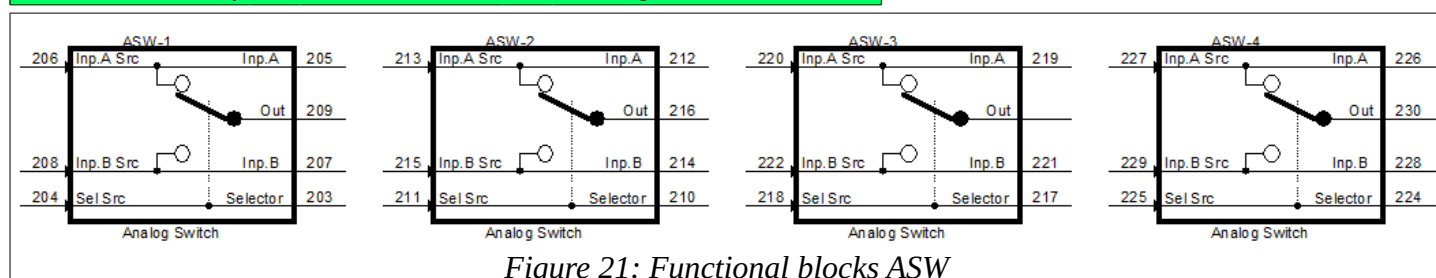 ASW-1 ASW-2 ASW-3 ASW-4
206 Inp.A Src Inp.A 205 213 Inp.A Src Inp.A 212 220 Inp.A Src Inp.A 219 227 Inp.A Src Inp.A 226
Out 209 Out 216 Out Out 230
208 Inp.B Src Inp.B 207 215 Inp.B Src Inp.B 214 222 Inp.B Src Inp.B 221 229 Inp.B Src Inp.B 228
204 Sel Src Selector 203 211 Sel Src Selector 210 218 Sel Src Selector 217 225 Sel Src Selector 224
Analog Switch Analog Switch Analog Switch Analog Switch
Figure 21: Functional blocks ASW